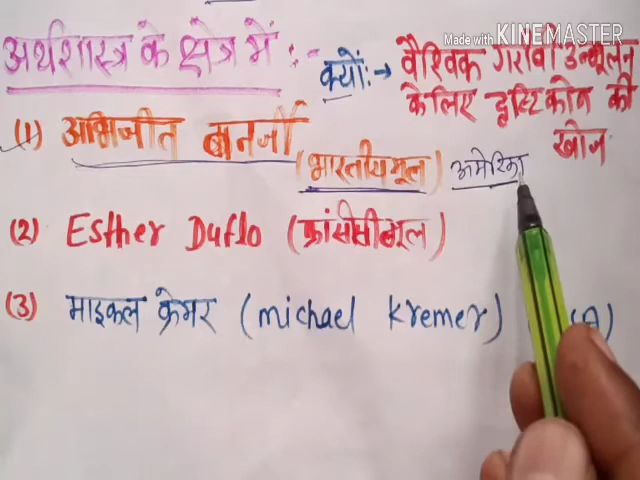 Made with KINEMASTER
अर्थशास्त्र के क्षेत्र में :
क्यों :→ वैश्विक गरीबी उन्मूलन
के लिए दृष्टिकोण की
खोज
(1) अभिजीत बनर्जी
(भारतीय मूल) अमेरिका
(2) Esther Duflo (फ्रांसीसी मूल)
(3) माइकल क्रेमर (michael kremer)